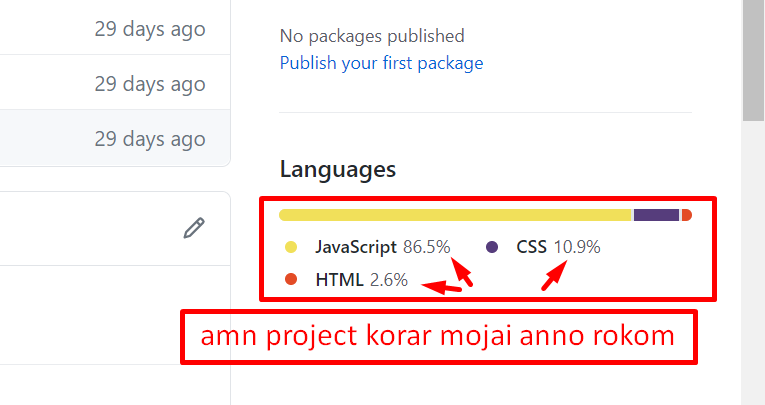 29 days ago
29 days ago
29 days ago
No packages published
Publish your first package
Languages
JavaScript 86.5%
CSS 10.9%
HTML 2.6%
amn project korar mojai anno rokom